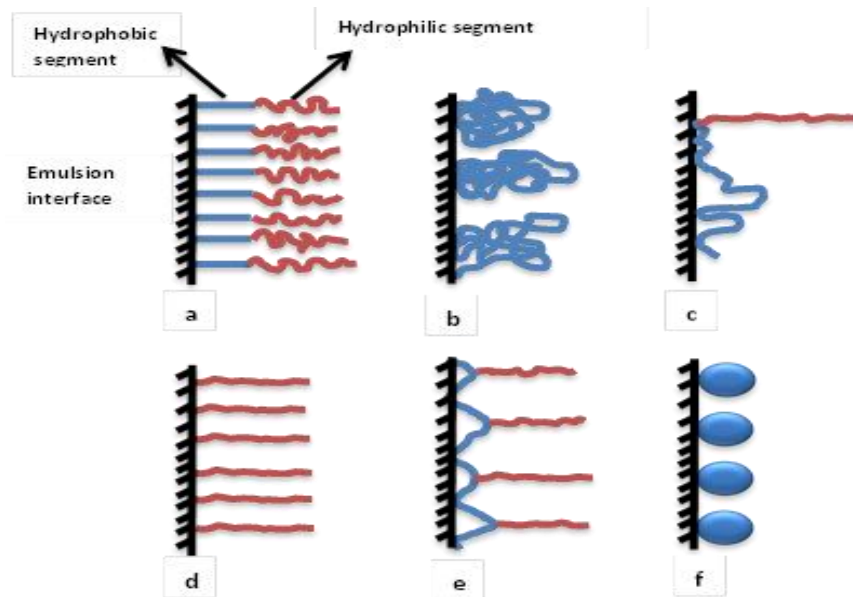 Hydrophobic
segment
Hydrophilic segment
Emulsion
interface
a
b
c
d
e
f